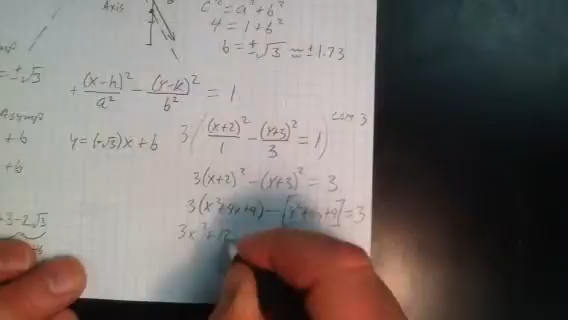 Axis
c² = a² + b²
4 = 1 + b²
b = ±√3 ≈ ±1.73
= ±√3
+ (x-h)²/a² - (y-k)²/b² = 1
Asympt
+ b
y = (-√3)x + b
3((x+2)²/1 - (y+3)²/3 = 1)
+ b
3(x+2)² - (y+3)² = 3
3(x²+4x+4) - [y²+6y+9] = 3
+3-2√3
3x² + 12